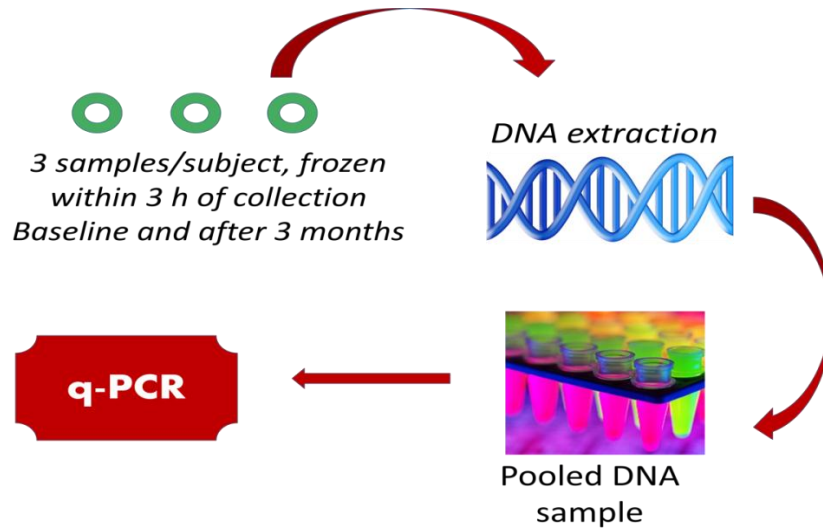 3 samples/subject, frozen
within 3 h of collection
Baseline and after 3 months
DNA extraction
Pooled DNA
sample
q-PCR